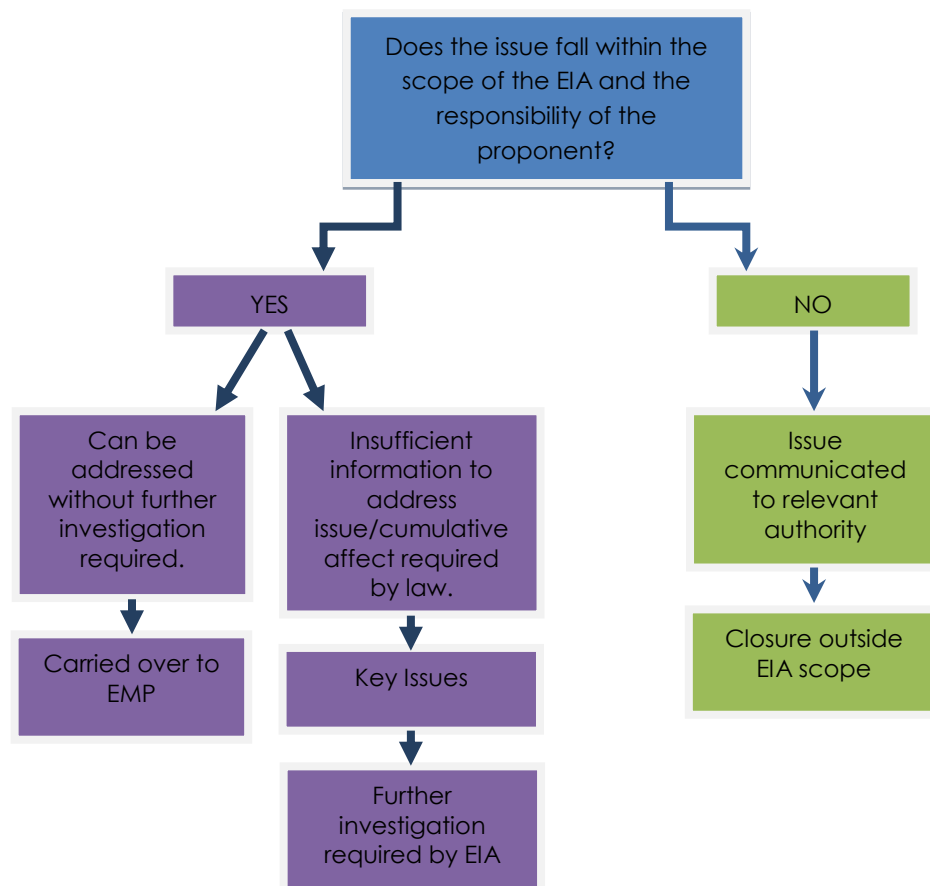 Does the issue fall within the
scope of the EIA and the
responsibility of the
proponent?
YES
NO
Can be
addressed
without further
investigation
required.
Insufficient
information to
address
issue/cumulative
affect required
by law.
Issue
communicated
to relevant
authority
Carried over to
EMP
Key Issues
Closure outside
EIA scope
Further
investigation
required by EIA